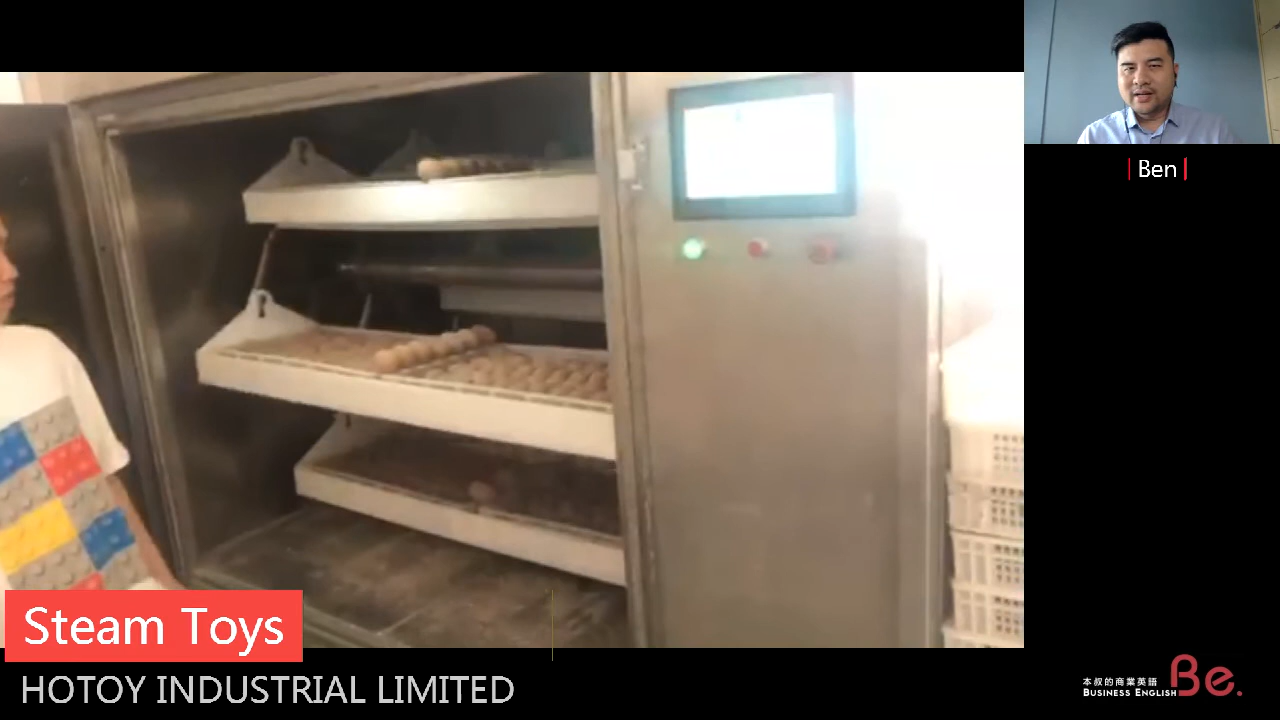 Ben
Steam Toys
HOTOY INDUSTRIAL LIMITED
本叔的商業英語
BUSINESS ENGLISH
Be.